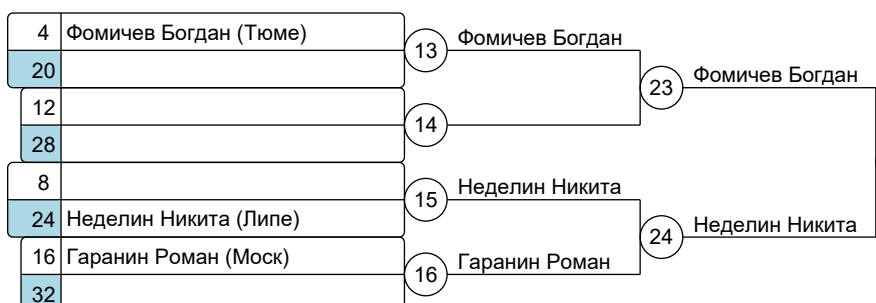 4 Фомичев Богдан (Тюме)
20
12
28
8
24 Неделин Никита (Липе)
16 Гаранин Роман (Моск)
32
13 Фомичев Богдан
14
15 Неделин Никита
16 Гаранин Роман
23 Фомичев Богдан
24 Неделин Никита